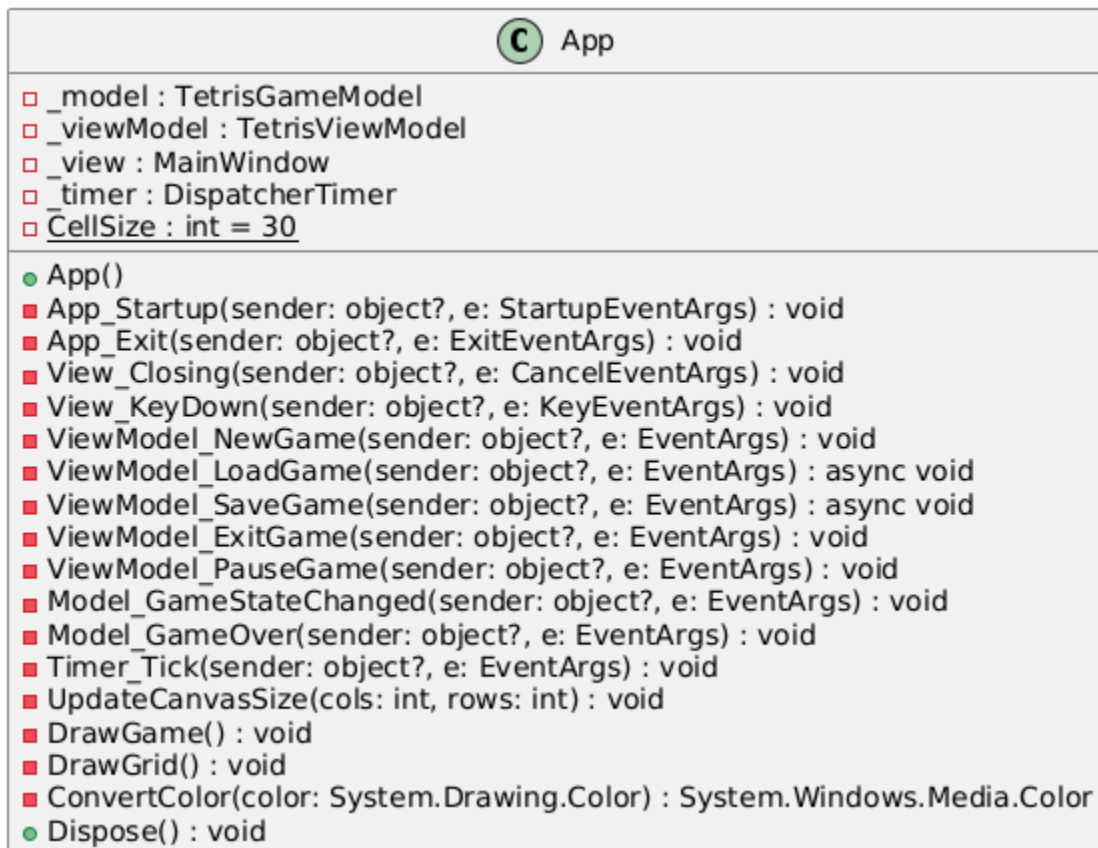 C App
_model : TetrisGameModel
_viewModel : TetrisViewModel
_view : MainWindow
_timer : DispatcherTimer
CellSize : int = 30
App()
App_Startup(sender: object?, e: StartupEventArgs) : void
App_Exit(sender: object?, e: ExitEventArgs) : void
View_Closing(sender: object?, e: CancelEventArgs) : void
View_KeyDown(sender: object?, e: KeyEventArgs) : void
ViewModel_NewGame(sender: object?, e: EventArgs) : void
ViewModel_LoadGame(sender: object?, e: EventArgs) : async void
ViewModel_SaveGame(sender: object?, e: EventArgs) : async void
ViewModel_ExitGame(sender: object?, e: EventArgs) : void
ViewModel_PauseGame(sender: object?, e: EventArgs) : void
Model_GameStateChanged(sender: object?, e: EventArgs) : void
Model_GameOver(sender: object?, e: EventArgs) : void
Timer_Tick(sender: object?, e: EventArgs) : void
UpdateCanvasSize(cols: int, rows: int) : void
DrawGame() : void
DrawGrid() : void
ConvertColor(color: System.Drawing.Color) : System.Windows.Media.Color
Dispose() : void